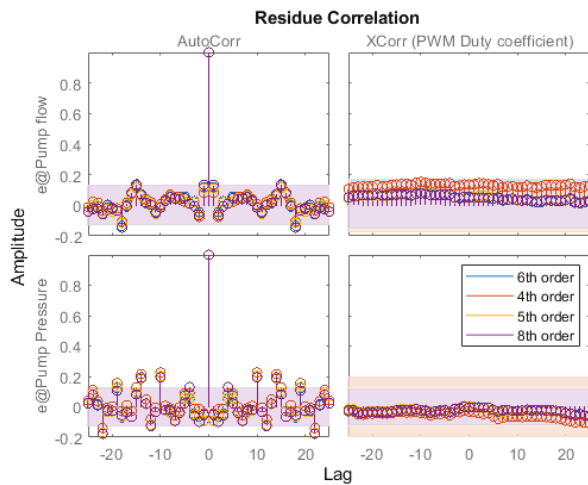 Residue Correlation
AutoCorr
XCorr (PWM Duty coefficient)
e@Pump flow
0.8
0.6
0.4
0.2
0
-0.2
Amplitude
e@Pump Pressure
0.8
0.6
0.4
0.2
0
-0.2
6th order
4th order
5th order
8th order
-20 -10 0 10 20 -20 -10 0 10 20
Lag